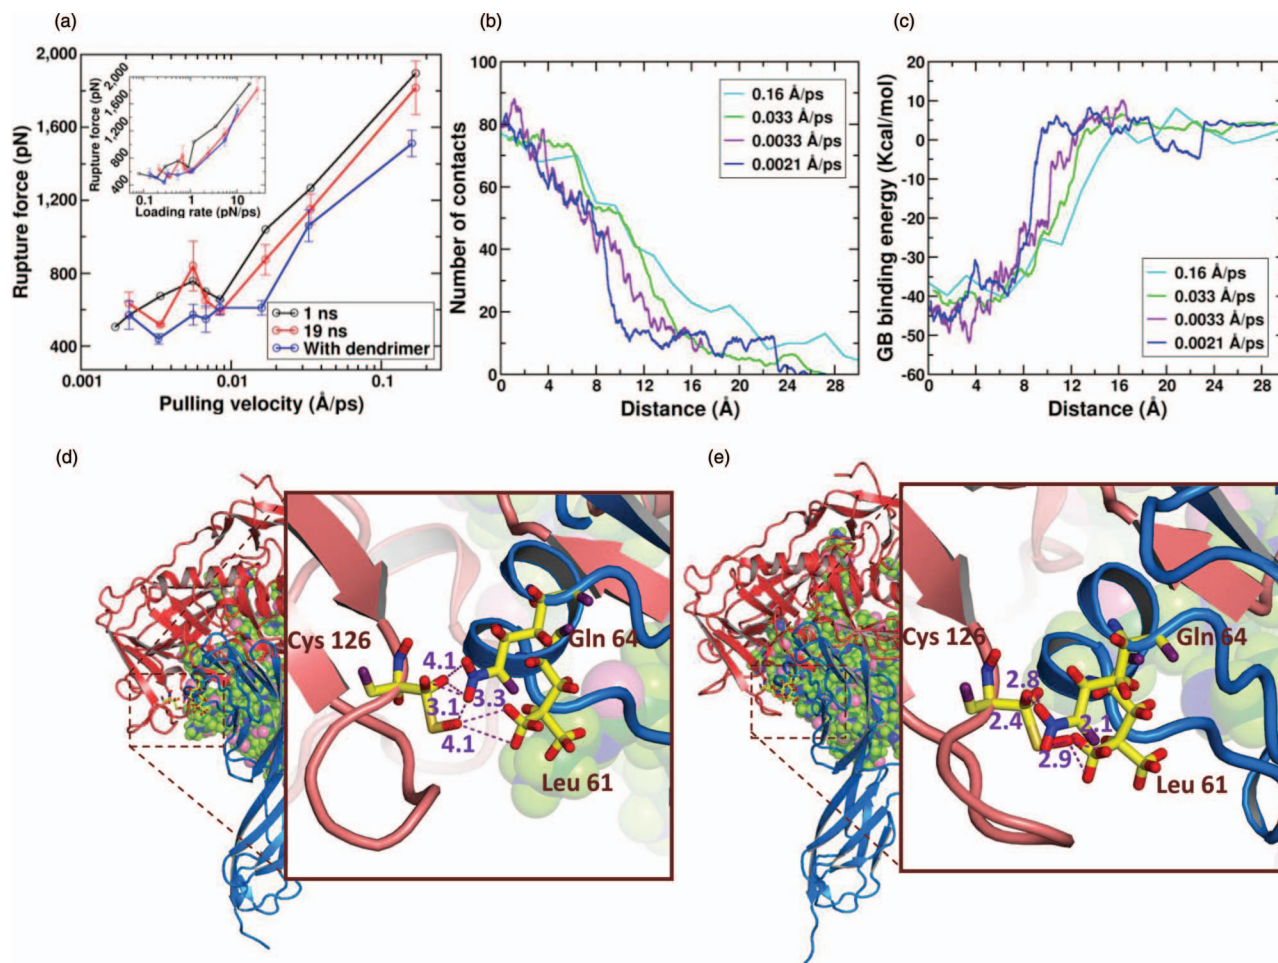 (a)
(b)
(c)
2,000
1,600
1,200
800
400
Rupture force (pN)
0.001
0.01
0.1
Pulling velocity (Å/ps)
2,000
1,600
1,200
800
400
Rupture force (pN)
0.1
1
10
Loading rate (pN/ps)
1 ns
19 ns
With dendrimer
100
80
60
40
20
0
Number of contacts
0
4
8
12
16
20
24
28
Distance (Å)
0.16 Å/ps
0.033 Å/ps
0.0033 Å/ps
0.0021 Å/ps
20
10
0
-10
-20
-30
-40
-50
-60
GB binding energy (Kcal/mol)
0
4
8
12
16
20
24
28
Distance (Å)
0.16 Å/ps
0.033 Å/ps
0.0033 Å/ps
0.0021 Å/ps
(d)
Cys 126
Gln 64
4.1
3.3
3.1
4.1
Leu 61
(e)
Cys 126
Gln 64
2.8
2.4
2.1
2.9
Leu 61